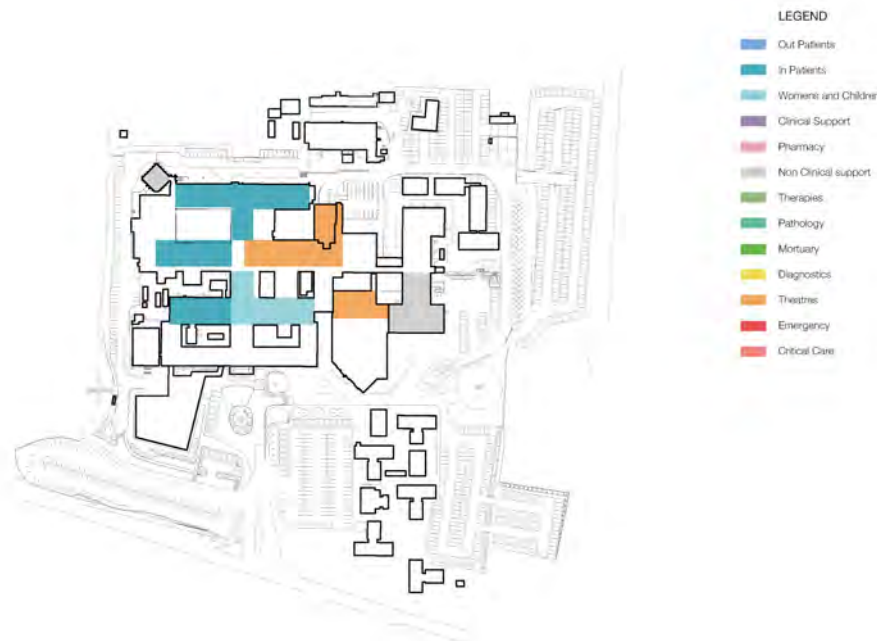 LEGEND
Out Patients
In Patients
Womens and Children
Clinical Support
Pharmacy
Non Clinical support
Therapies
Pathology
Mortuary
Diagnostics
Theatres
Emergency
Critical Care